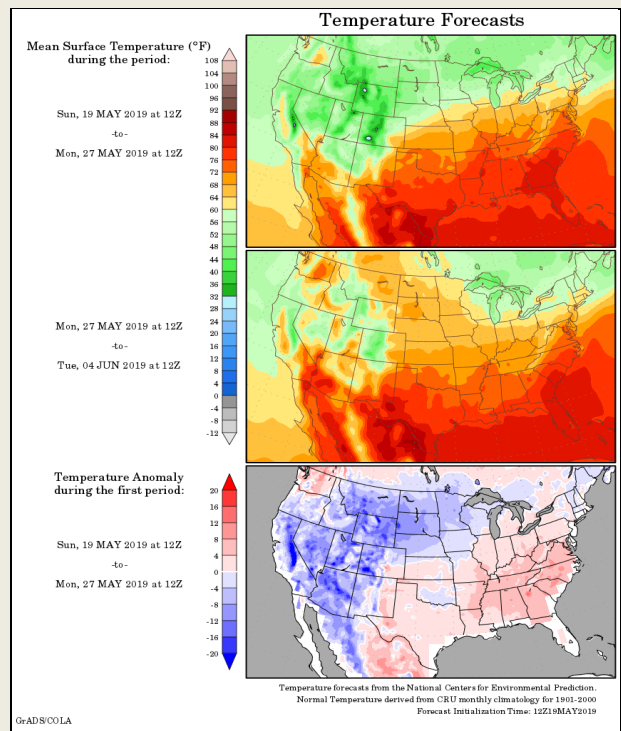 Temperature Forecasts
Mean Surface Temperature (°F)
during the period:
Sun, 19 MAY 2019 at 12Z
-to-
Mon, 27 MAY 2019 at 12Z
108
104
100
96
92
88
84
80
76
72
68
64
60
56
52
48
44
40
36
32
28
24
20
16
12
8
4
0
-4
-8
-12
Mon, 27 MAY 2019 at 12Z
-to-
Tue, 04 JUN 2019 at 12Z
Temperature Anomaly
during the first period:
Sun, 19 MAY 2019 at 12Z
-to-
Mon, 27 MAY 2019 at 12Z
20
16
12
8
4
0
-4
-8
-12
-16
-20
Temperature forecasts from the National Centers for Environmental Prediction.
Normal Temperature derived from CRU monthly climatology for 1901-2000
Forecast Initialization Time: 12Z19MAY2019
GrADS/COLA